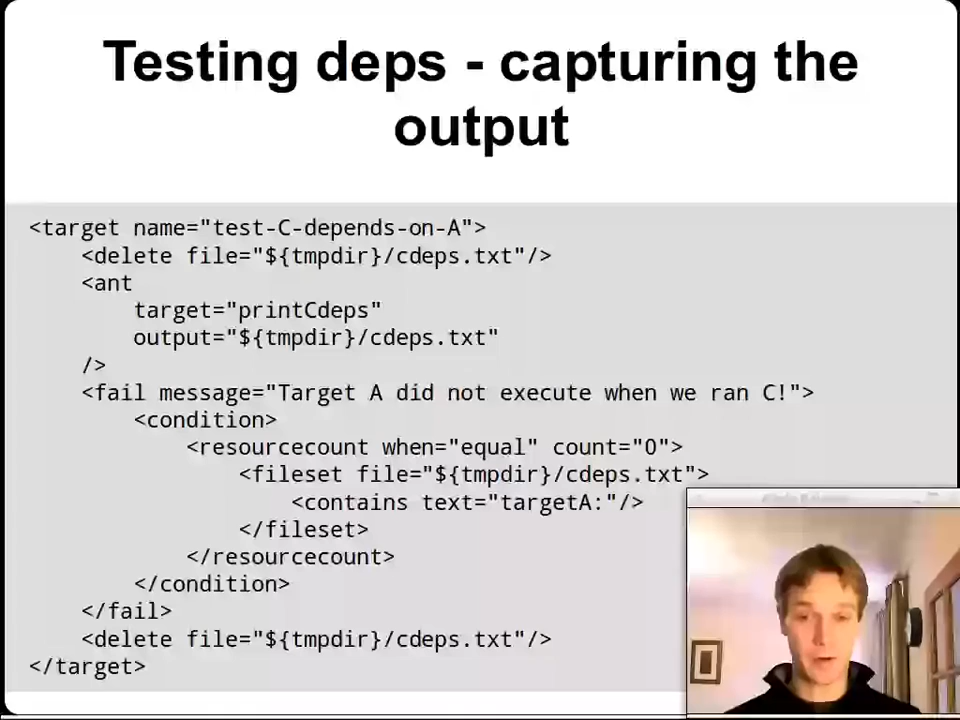 Testing deps - capturing the
output
<target name="test-C-depends-on-A">
    <delete file="${tmpdir}/cdeps.txt"/>
    <ant
        target="printCdeps"
        output="${tmpdir}/cdeps.txt"
    />
    <fail message="Target A did not execute when we ran C!">
        <condition>
            <resourcecount when="equal" count="0">
                <fileset file="${tmpdir}/cdeps.txt">
                    <contains text="targetA:"/>
                </fileset>
            </resourcecount>
        </condition>
    </fail>
    <delete file="${tmpdir}/cdeps.txt"/>
</target>